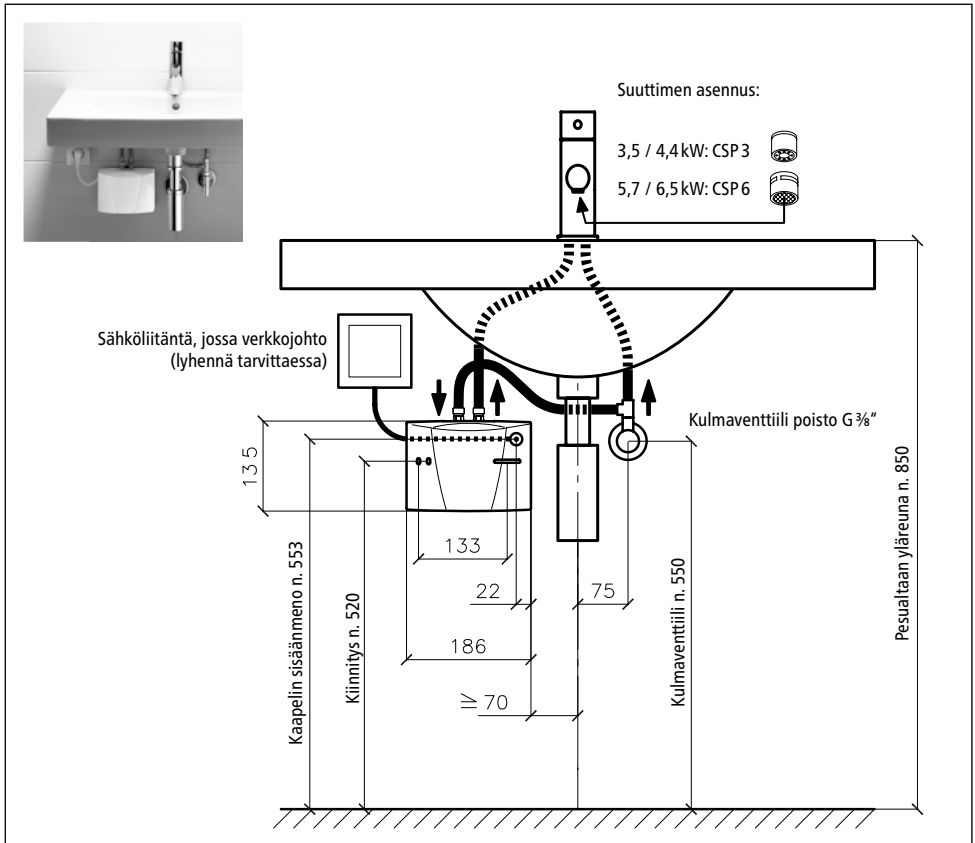 Suuttimen asennus:
3,5 / 4,4 kW: CSP 3
5,7 / 6,5 kW: CSP 6
Sähköliitäntä, jossa verkkojohto
(lyhennä tarvittaessa)
Kulmaventtiili poisto G ⅜“
135
133
22
75
186
≥ 70
Kaapelin sisäänmeno n. 553
Kiinnitys n. 520
Kulmaventtiili n. 550
Pesualtaan yläreuna n. 850